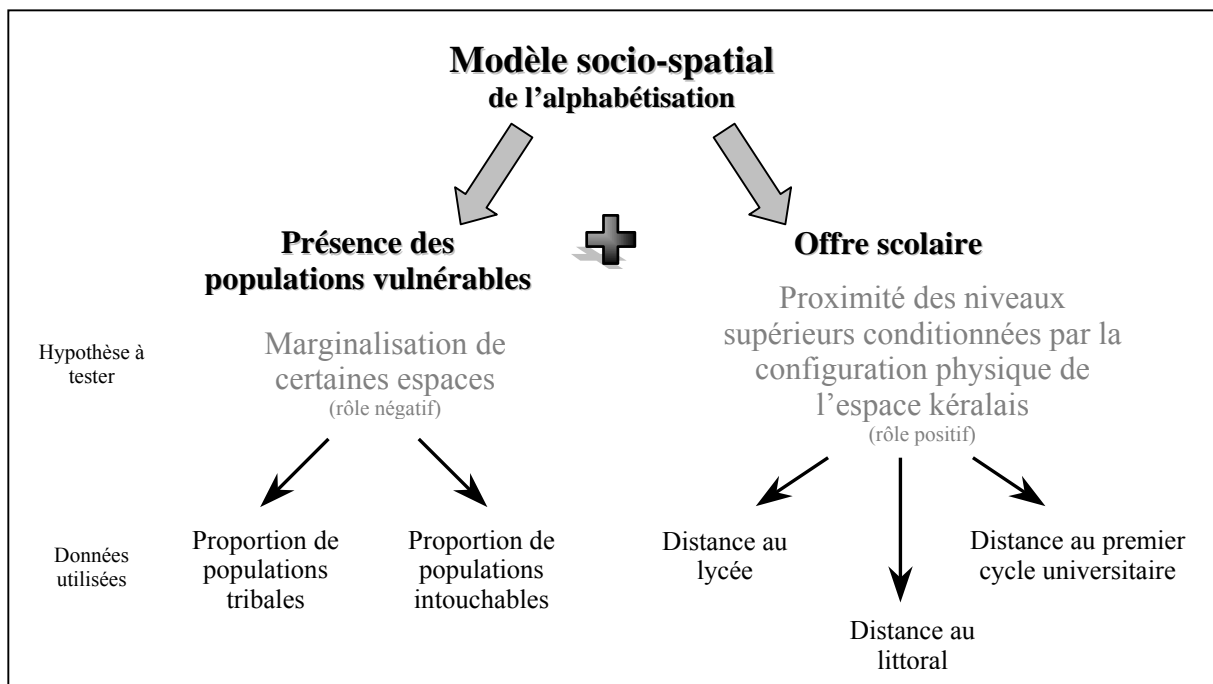 Modèle socio-spatial
de l’alphabétisation
Présence des
populations vulnérables
Offre scolaire
Hypothèse à
tester
Marginalisation de
certaines espaces
(rôle négatif)
Proximité des niveaux
supérieurs conditionnées par la
configuration physique de
l’espace kéralais
(rôle positif)
Données
utilisées
Proportion de
populations
tribales
Proportion de
populations
intouchables
Distance au
lycée
Distance au
littoral
Distance au premier
cycle universitaire